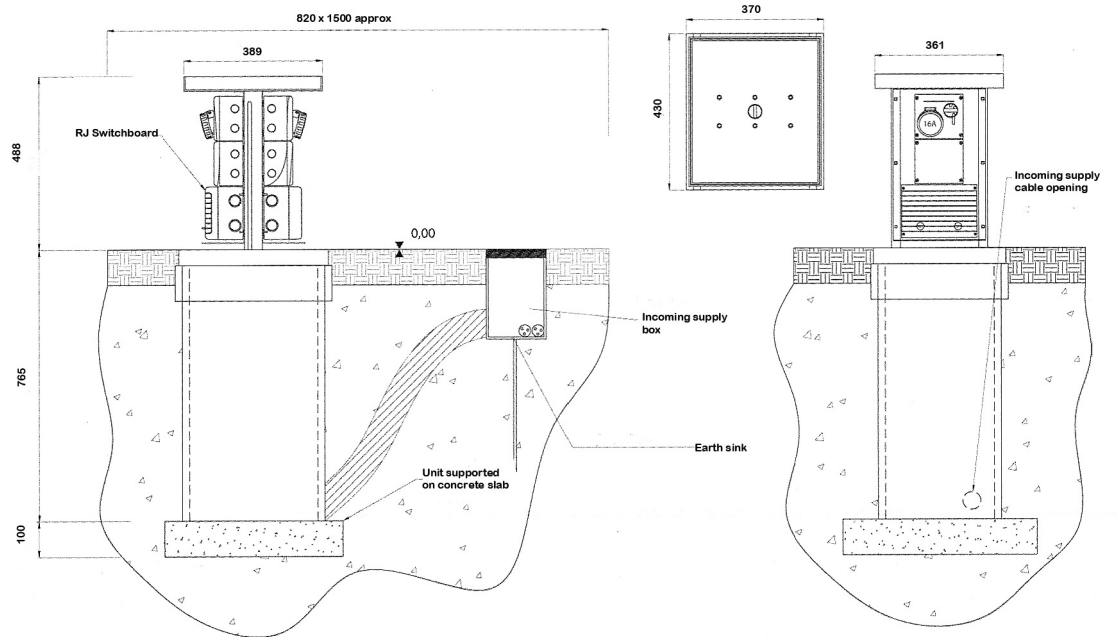 820 x 1500 approx
389
488
RJ Switchboard
0,00
765
100
Incoming supply
box
Earth sink
Unit supported
on concrete slab
370
430
361
16A
Incoming supply
cable opening